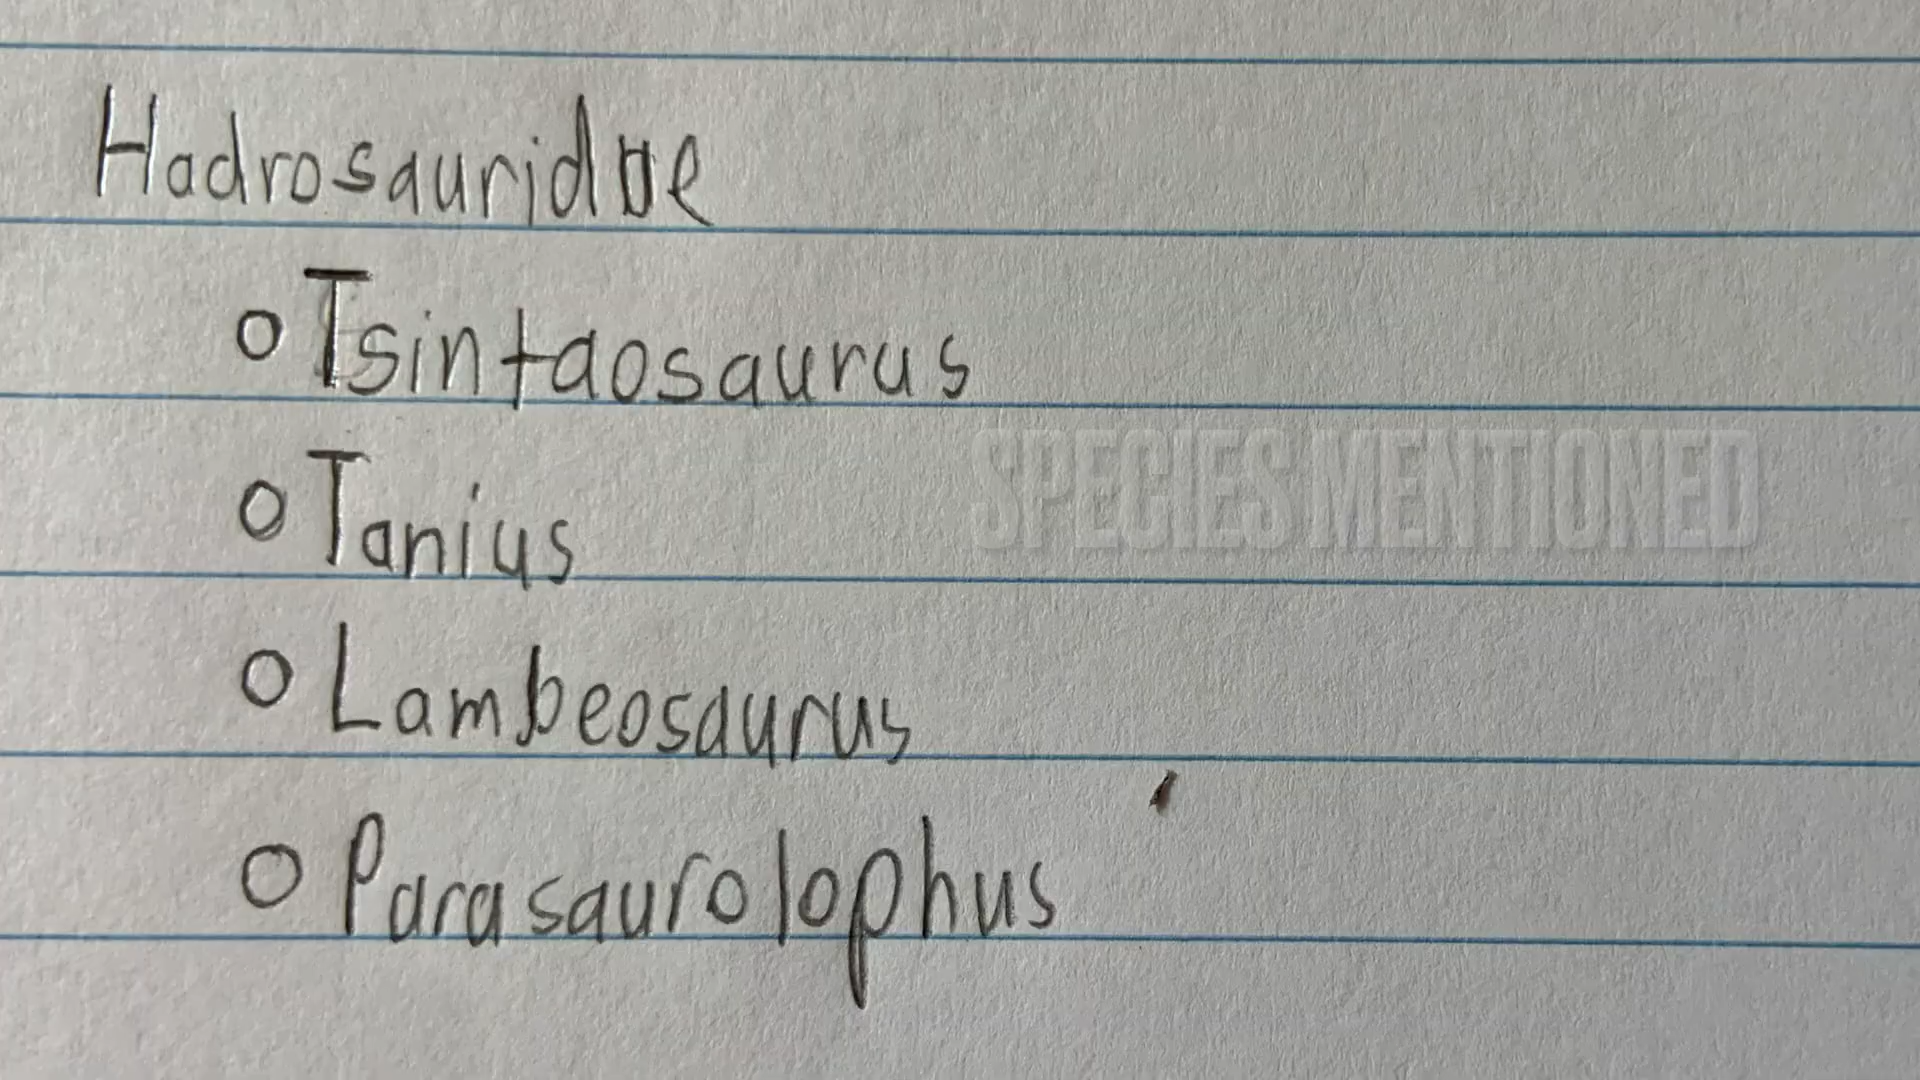 Hadrosauridae
o Tsintaosaurus
o Tanius
SPECIES MENTIONED
o Lambeosaurus
o Parasaurolophus